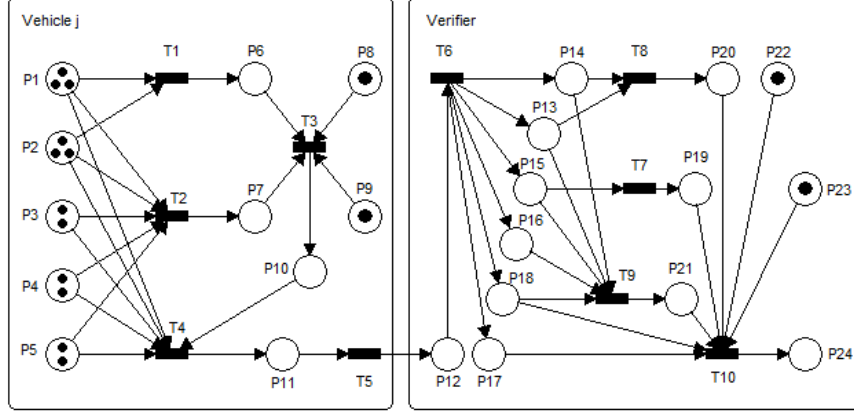 Vehicle j
Verifier
T1
P6
P8
T6
P14
T8
P20
P22
P1
P13
T3
P2
P15
T7
P19
P3
T2
P7
P9
P23
P16
P10
P18
T9
P21
P4
P5
T4
P11
T5
P12
P17
T10
P24